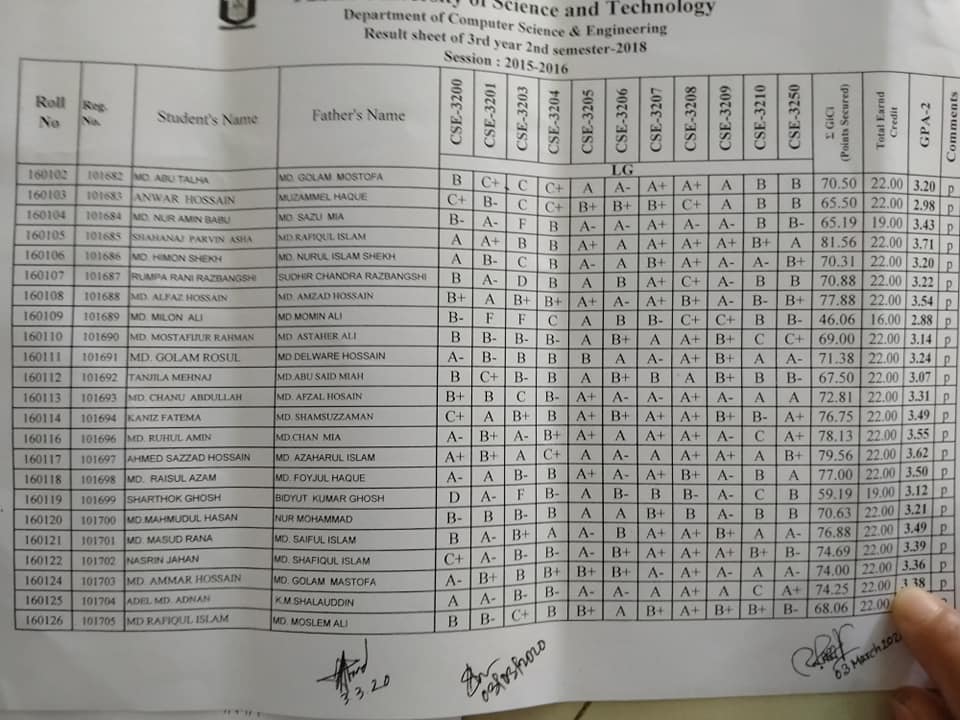 University of Science and Technology
Department of Computer Science & Engineering
Result sheet of 3rd year 2nd semester-2018
Session : 2015-2016
Roll No Reg. No. Student's Name Father's Name CSE-3200 CSE-3201 CSE-3203 CSE-3204 CSE-3205 CSE-3206 CSE-3207 CSE-3208 CSE-3209 CSE-3210 CSE-3250 Σ GiCi (Points Secured) Total Earnd Credit GPA-2 Comments
LG
160102 101682 MD. ABU TALHA MD. GOLAM MOSTOFA B C+ C C+ A A- A+ A+ A B B 70.50 22.00 3.20 p
160103 101683 ANWAR HOSSAIN MUZAMMEL HAQUE C+ B- C C+ B+ B+ B+ C+ A B B 65.50 22.00 2.98 p
160104 101684 MD. NUR AMIN BABU MD. SAZU MIA B- A- F B A- A- A+ A- A- B B- 65.19 19.00 3.43 p
160105 101685 SHAHANAJ PARVIN ASHA MD.RAFIQUL ISLAM A A+ B B A+ A A+ A+ A+ B+ A 81.56 22.00 3.71 p
160106 101686 MD. HIMON SHEKH MD. NURUL ISLAM SHEKH A B- C B A- A B+ A+ A- A- B+ 70.31 22.00 3.20 p
160107 101687 RUMPA RANI RAZBANGSHI SUDHIR CHANDRA RAZBANGSHI B A- D B A B A+ C+ A- B B 70.88 22.00 3.22 p
160108 101688 MD. ALFAZ HOSSAIN MD. AMZAD HOSSAIN B+ A B+ B+ A+ A- A+ B+ A- B- B+ 77.88 22.00 3.54 p
160109 101689 MD. MILON ALI MD.MOMIN ALI B- F F C A B B- C+ C+ B B- 46.06 16.00 2.88 p
160110 101690 MD. MOSTAFIJUR RAHMAN MD. ASTAHER ALI B B- B- B- A B+ A A+ B+ C C+ 69.00 22.00 3.14 p
160111 101691 MD. GOLAM ROSUL MD.DELWARE HOSSAIN A- B- B B B A A- A+ B+ A A- 71.38 22.00 3.24 p
160112 101692 TANJILA MEHNAJ MD.ABU SAID MIAH B C+ B- B A B+ B A B+ B B- 67.50 22.00 3.07 p
160113 101693 MD. CHANU ABDULLAH MD. AFZAL HOSAIN B+ B C B- A+ A- A- A+ A- A A 72.81 22.00 3.31 p
160114 101694 KANIZ FATEMA MD. SHAMSUZZAMAN C+ A B+ B A+ B+ A+ A+ B+ B- A+ 76.75 22.00 3.49 p
160116 101696 MD. RUHUL AMIN MD.CHAN MIA A- B+ A- B+ A+ A A+ A+ A- C A+ 78.13 22.00 3.55 p
160117 101697 AHMED SAZZAD HOSSAIN MD. AZAHARUL ISLAM A+ B+ A C+ A- A- A A+ A+ A B+ 79.56 22.00 3.62 p
160118 101698 MD. RAISUL AZAM MD. FOYJUL HAQUE A- A B- B A+ A- A+ B+ A- B A 77.00 22.00 3.50 p
160119 101699 SHARTHOK GHOSH BIDYUT KUMAR GHOSH D A- F B- A B- B B- A- C B 59.19 19.00 3.12 p
160120 101700 MD.MAHMUDUL HASAN NUR MOHAMMAD B- B B- B A A B+ B A- B B 70.63 22.00 3.21 p
160121 101701 MD. MASUD RANA MD. SAIFUL ISLAM B A- B+ A A- B A+ A+ B+ A A- 76.88 22.00 3.49 p
160122 101702 NASRIN JAHAN MD. SHAFIQUL ISLAM C+ A B- B- A- B+ A+ A+ A+ B+ B- 74.69 22.00 3.39 p
160124 101703 MD. AMMAR HOSSAIN MD. GOLAM MASTOFA A- B+ B B+ B+ B+ A- A+ A- A A- 74.00 22.00 3.36 p
160125 101704 ADEL MD. ADNAN K.M.SHALAUDDIN A A- B- B- A- A- A A+ A C A+ 74.25 22.00 3.38 p
160126 101705 MD RAFIQUL ISLAM MD. MOSLEM ALI B B- C+ B B+ A B+ A+ B+ B+ B- 68.06 22.00
3.3.20 03/03/2020 03 March 202